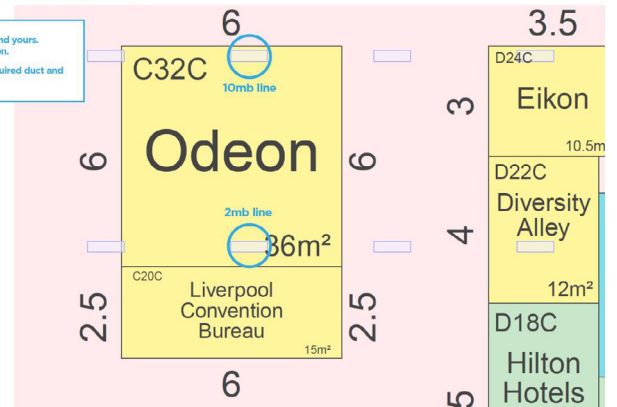 nd yours.
on.
uired duct and
6
3.5
C32C
10mb line
D24C
Eikon
3
10.5m
6
Odeon
6
D22C
Diversity
Alley
4
2mb line
36m²
12m²
C20C
Liverpool
Convention
Bureau
15m²
2.5
2.5
D18C
Hilton
Hotels
6
5